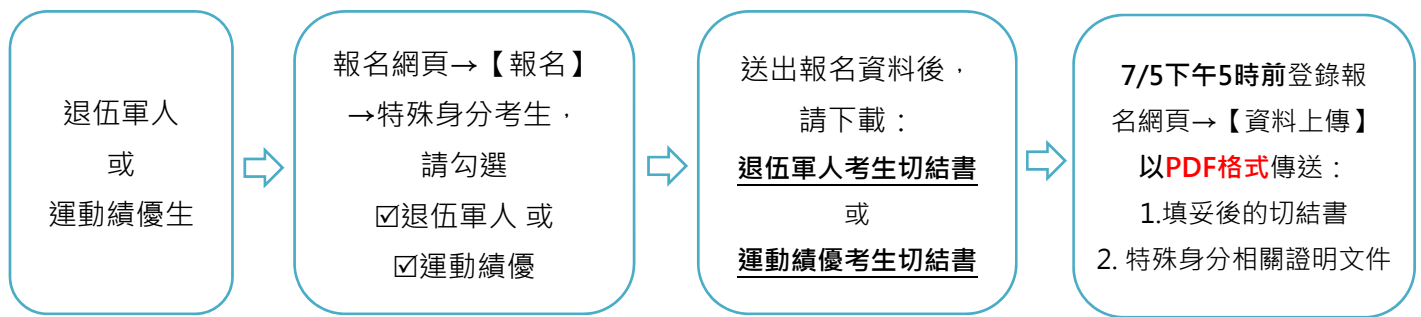 退伍軍人
或
運動績優生
報名網頁→【報名】
→特殊身分考生，
請勾選
☑退伍軍人 或
☑運動績優
送出報名資料後，
請下載：
退伍軍人考生切結書
或
運動績優考生切結書
7/5下午5時前登錄報
名網頁→【資料上傳】
以PDF格式傳送：
1.填妥後的切結書
2. 特殊身分相關證明文件